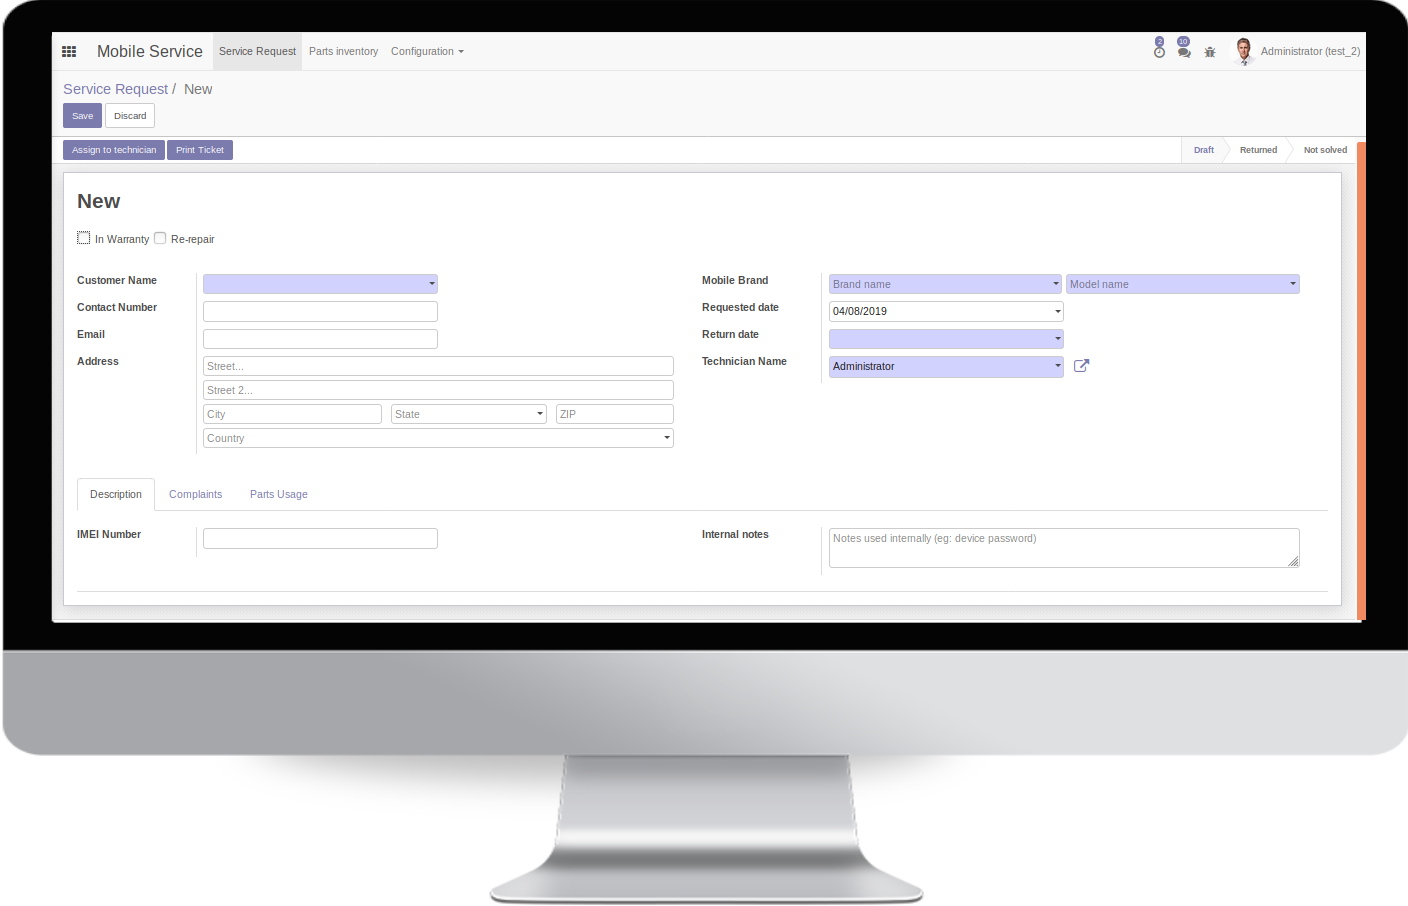 Mobile Service Service Request Parts inventory Configuration 2 10 Administrator (test_2)
Service Request / New
Save Discard
Assign to technician Print Ticket Draft Returned Not solved
New
In Warranty Re-repair
Customer Name Mobile Brand Brand name Model name
Contact Number Requested date 04/08/2019
Email Return date
Address Street... Technician Name Administrator
Street 2...
City State ZIP
Country
Description Complaints Parts Usage
IMEI Number Internal notes Notes used internally (eg: device password)